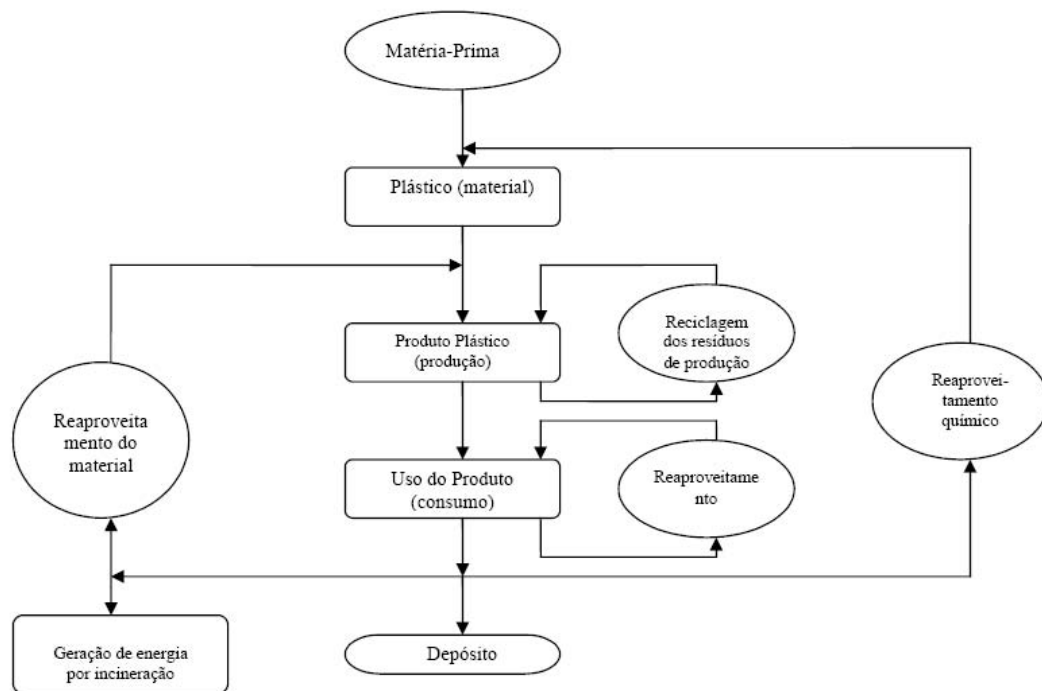 Matéria-Prima
Plástico (material)
Produto Plástico
(produção)
Reciclagem
dos resíduos
de produção
Reaprovei-
tamento
químico
Reaproveita
mento do
material
Uso do Produto
(consumo)
Reaproveitame
nto
Geração de energia
por incineração
Depósito